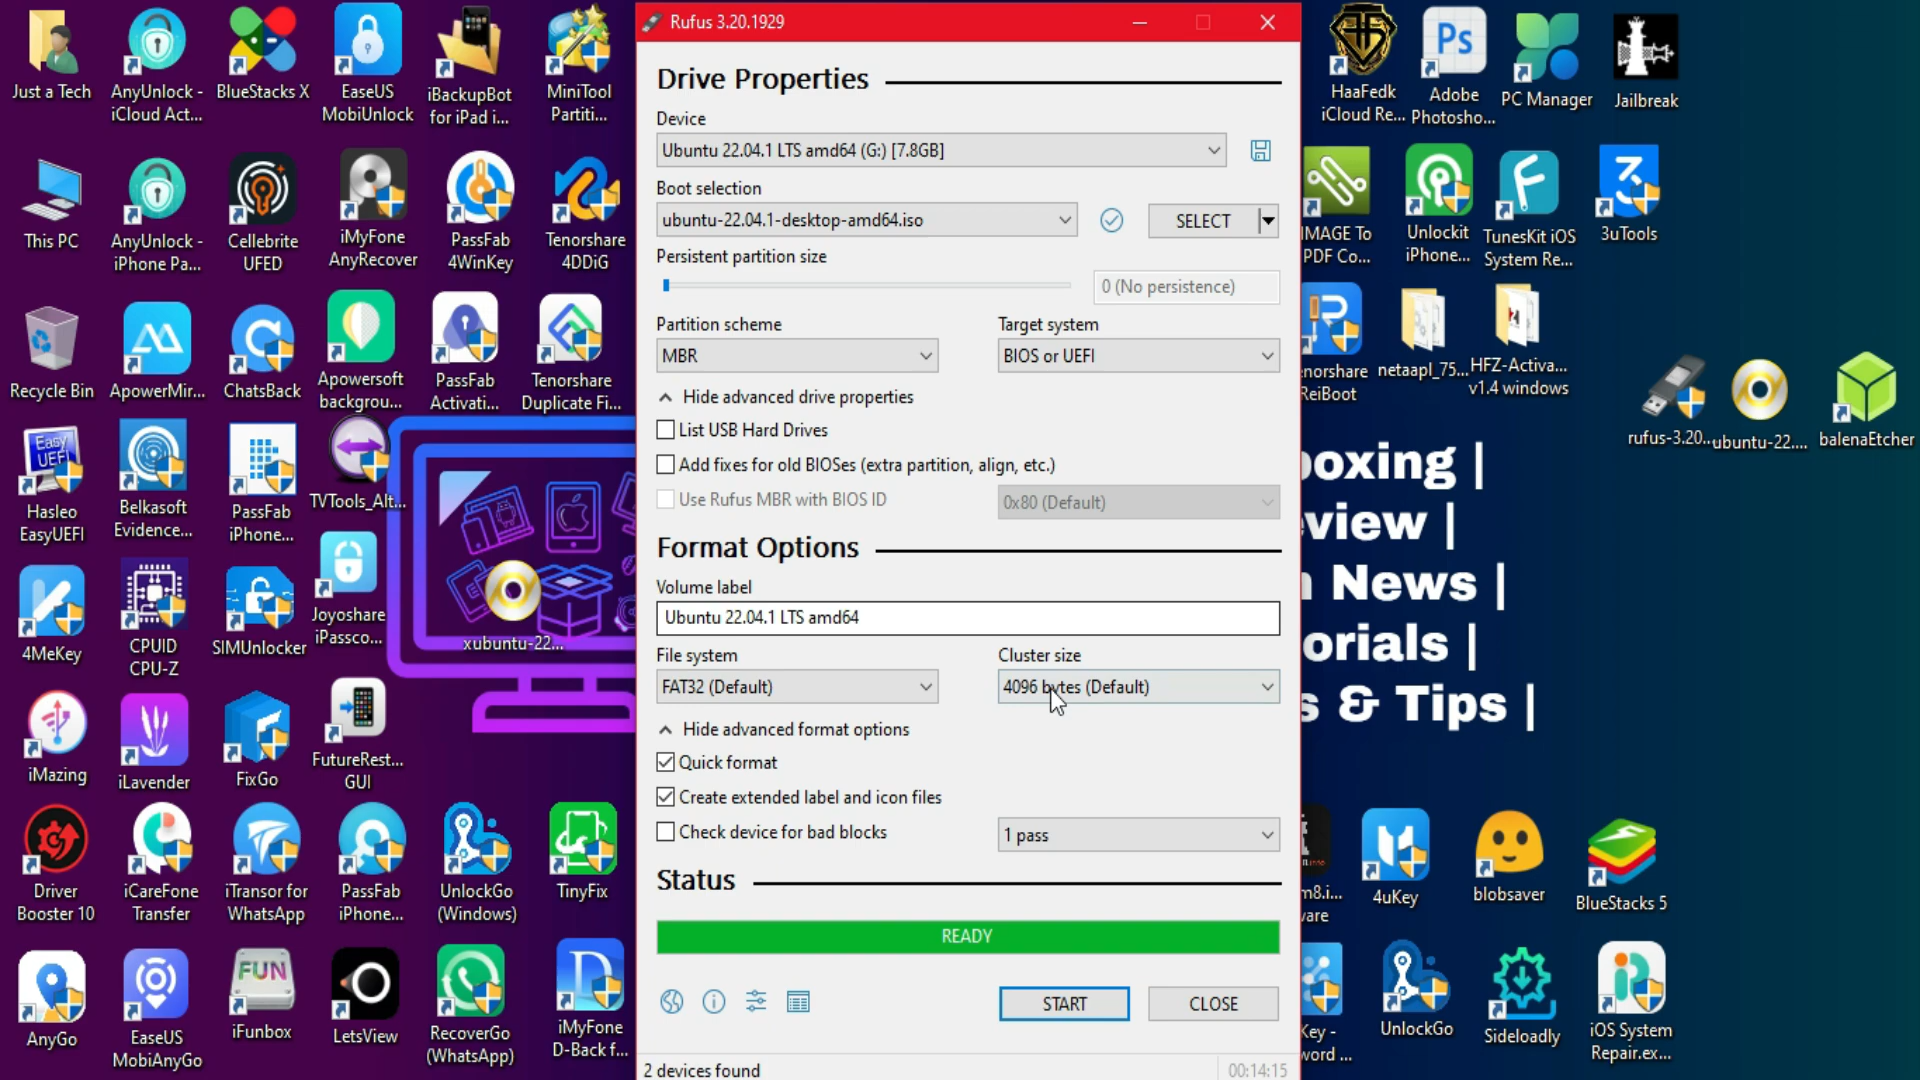 Just a Tech
AnyUnlock -
iCloud Act...
BlueStacks X
EaseUS
MobiUnlock
iBackupBot
for iPad i...
MiniTool
Partiti...
This PC
AnyUnlock -
iPhone Pa...
Cellebrite
UFED
iMyFone
AnyRecover
PassFab
4WinKey
Tenorshare
4DDiG
Recycle Bin
ApowerMir...
ChatsBack
Apowersoft
backgrou...
PassFab
Activati...
Tenorshare
Duplicate Fi...
Easy
UEFI
Hasleo
EasyUEFI
Belkasoft
Evidence...
PassFab
iPhone...
TVTools_Alt...
4MeKey
CPUID
CPU-Z
SIMUnlocker
Joyoshare
iPassco...
xubuntu-22...
iMazing
iLavender
FixGo
FutureRest...
GUI
Driver
Booster 10
iCareFone
Transfer
iTransor for
WhatsApp
PassFab
iPhone...
UnlockGo
(Windows)
TinyFix
AnyGo
EaseUS
MobiAnyGo
FUN
iFunbox
LetsView
RecoverGo
(WhatsApp)
iMyFone
D-Back f...
Rufus 3.20.1929
Drive Properties
Device
Ubuntu 22.04.1 LTS amd64 (G:) [7.8GB]
Boot selection
ubuntu-22.04.1-desktop-amd64.iso
SELECT
Persistent partition size
0 (No persistence)
Partition scheme
Target system
MBR
BIOS or UEFI
Hide advanced drive properties
List USB Hard Drives
Add fixes for old BIOSes (extra partition, align, etc.)
Use Rufus MBR with BIOS ID
0x80 (Default)
Format Options
Volume label
Ubuntu 22.04.1 LTS amd64
File system
Cluster size
FAT32 (Default)
4096 bytes (Default)
Hide advanced format options
Quick format
Create extended label and icon files
Check device for bad blocks
1 pass
Status
READY
START
CLOSE
2 devices found
00:14:15
HaaFedk
iCloud Re...
Ps
Adobe
Photosho...
PC Manager
Jailbreak
IMAGE To
PDF Co...
Unlockit
iPhone...
TunesKit iOS
System Re...
3uTools
enorshare
ReiBoot
netaapl_75...
HFZ-Activa...
v1.4 windows
rufus-3.20...
ubuntu-22....
balenaEtcher
oxing |
view |
News |
orials |
s & Tips |
m8.i...
vare
4uKey
blobsaver
BlueStacks 5
Key -
word ...
UnlockGo
Sideloadly
iOS System
Repair.ex...